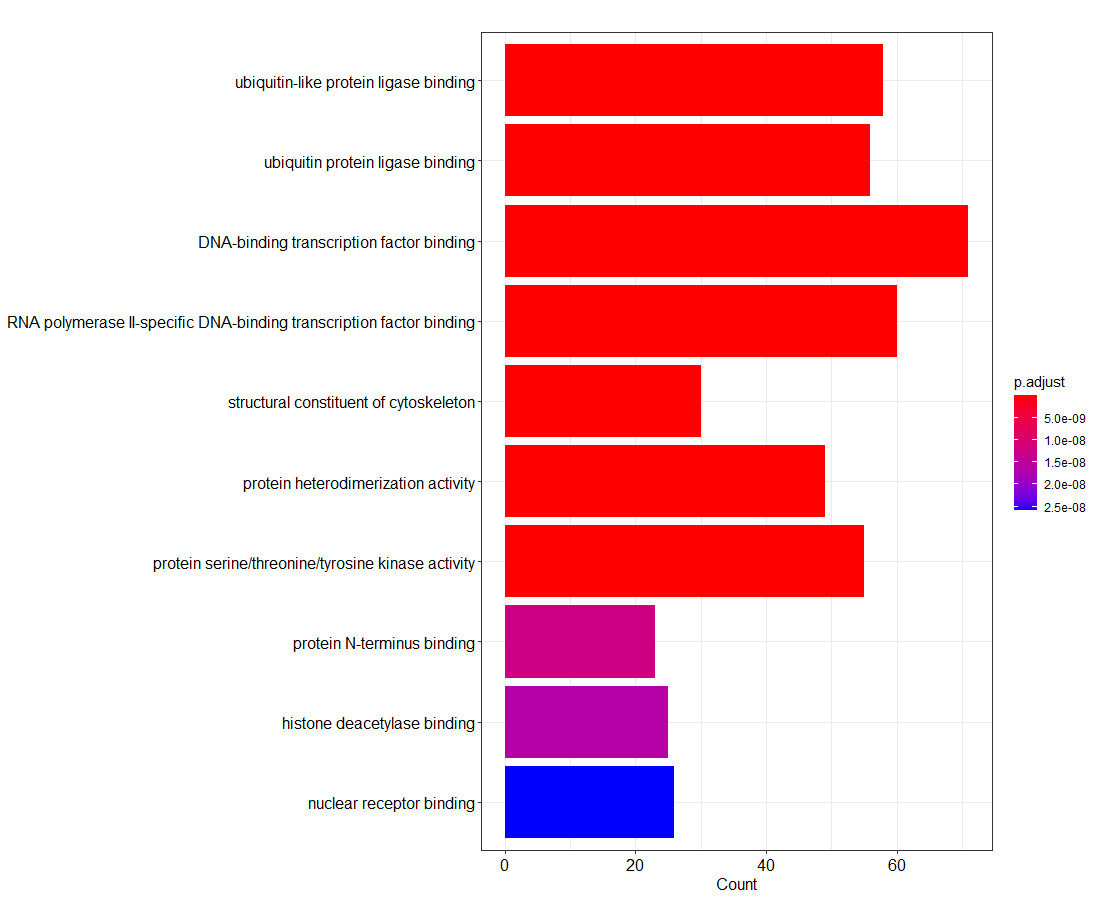 ubiquitin-like protein ligase binding
ubiquitin protein ligase binding
DNA-binding transcription factor binding
RNA polymerase II-specific DNA-binding transcription factor binding
structural constituent of cytoskeleton
protein heterodimerization activity
protein serine/threonine/tyrosine kinase activity
protein N-terminus binding
histone deacetylase binding
nuclear receptor binding
0 20 40 60
Count
p.adjust
5.0e-09
1.0e-08
1.5e-08
2.0e-08
2.5e-08